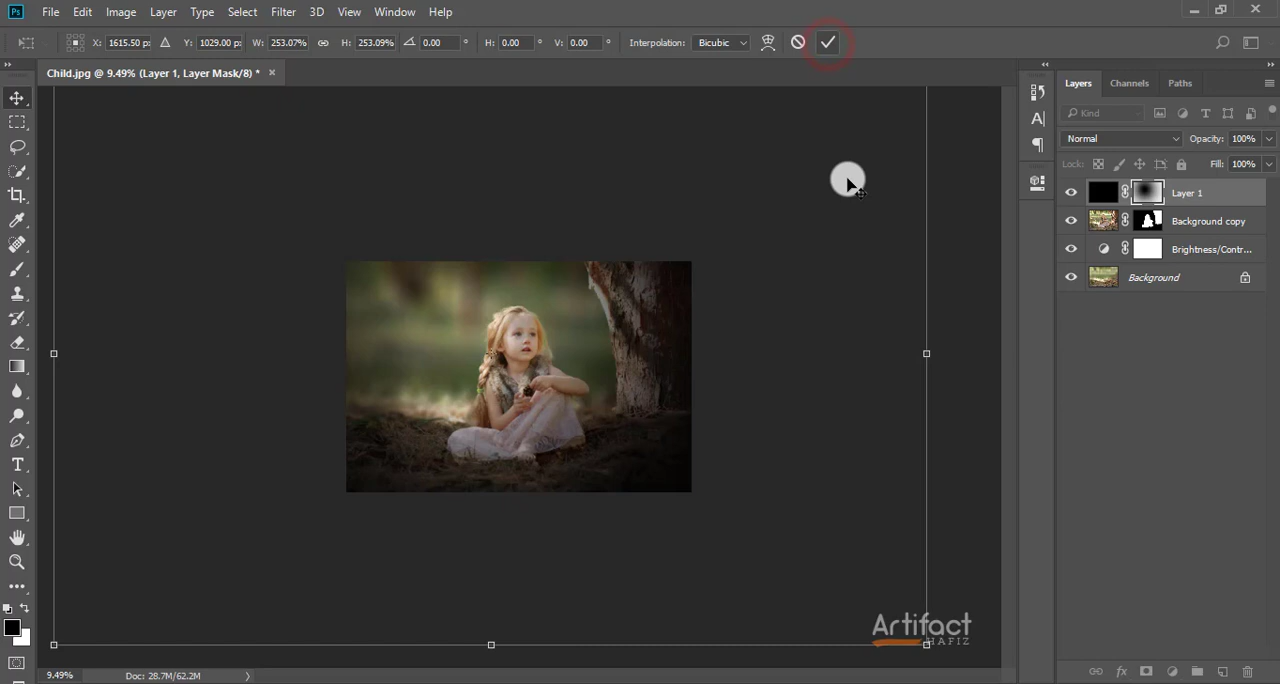 Ps File Edit Image Layer Type Select Filter 3D View Window Help
X: 1615.50 px Y: 1029.00 px W: 253.07% H: 253.09% 0.00 ° H: 0.00 ° V: 0.00 ° Interpolation: Bicubic
Child.jpg @ 9.49% (Layer 1, Layer Mask/8) * ×
Layers Channels Paths
Kind
Normal Opacity: 100%
Lock: Fill: 100%
Layer 1
Background copy
Brightness/Contr...
Background
Artifact
HAFIZ
9.49% Doc: 28.7M/62.2M